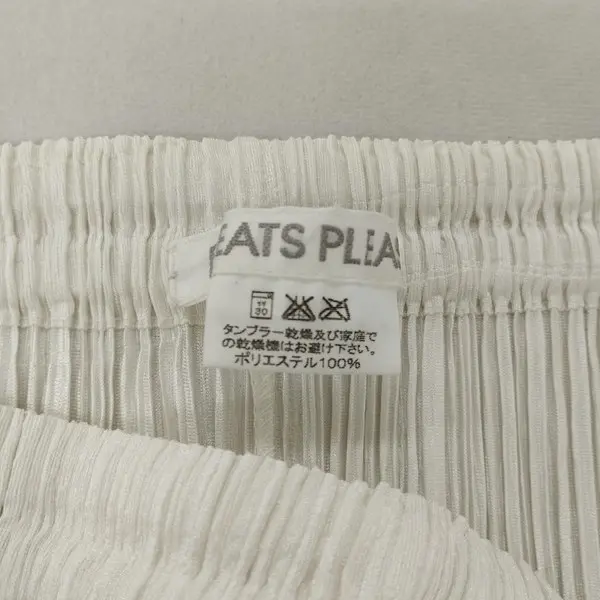 EATS PLEAS
30
タンブラー乾燥及び家庭で
の乾燥機はお避け下さい。
ポリエステル100%